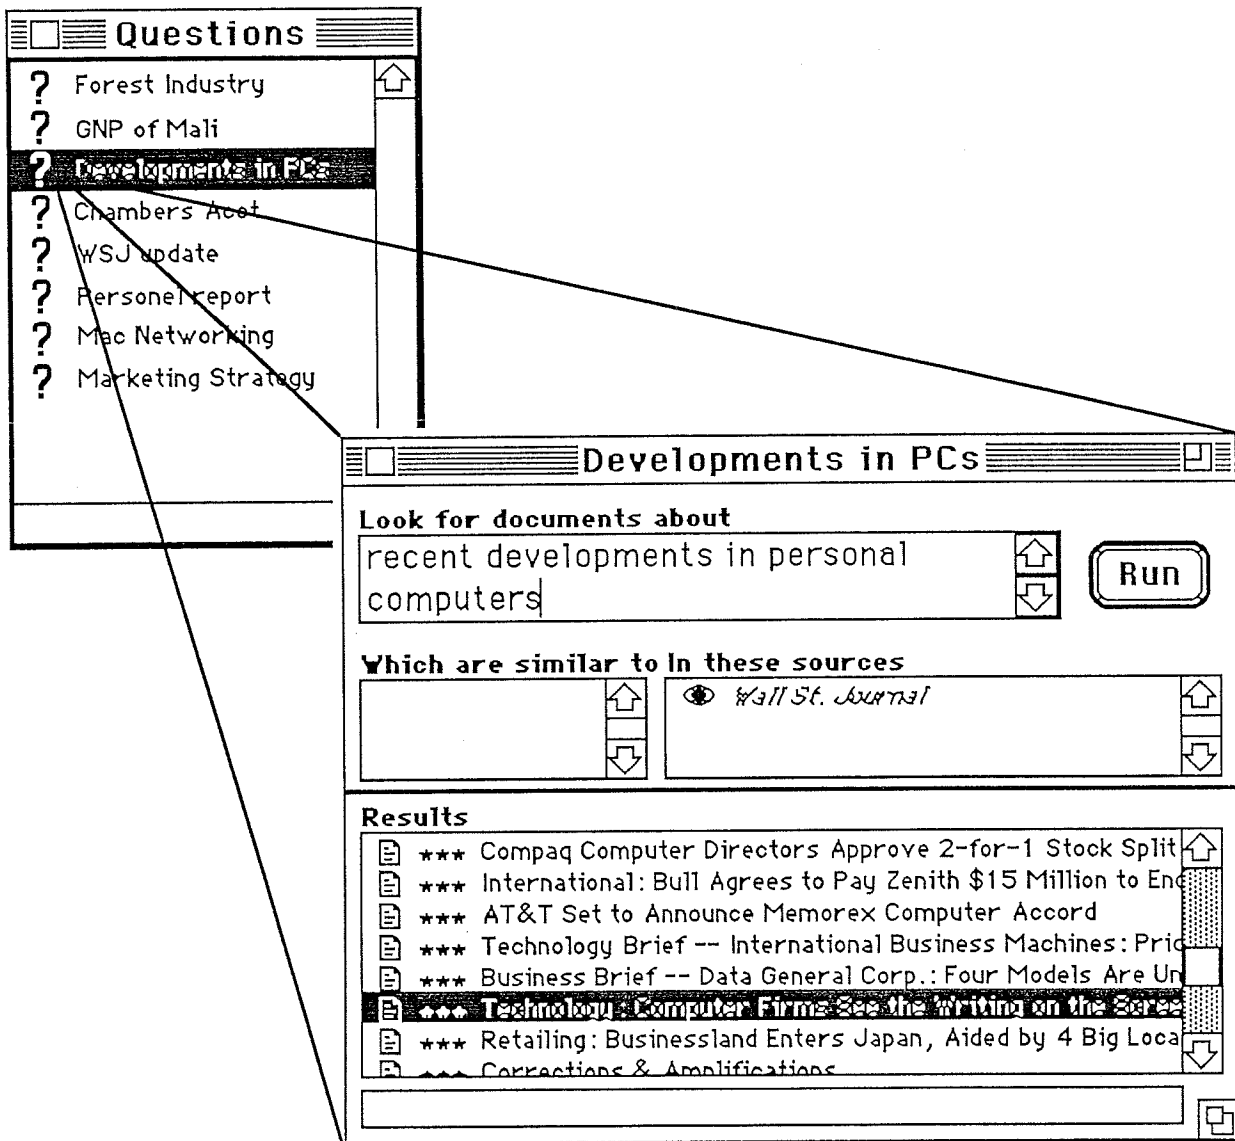 Questions
? Forest Industry
? GNP of Mali
? Developments in PCs
? Chambers Acct
? WSJ update
? Personel report
? Mac Networking
? Marketing Strategy
Developments in PCs
Look for documents about
recent developments in personal
computers
Run
Which are similar to In these sources
Wall St. Journal
Results
*** Compaq Computer Directors Approve 2-for-1 Stock Split
*** International: Bull Agrees to Pay Zenith $15 Million to End
*** AT&T Set to Announce Memorex Computer Accord
*** Technology Brief -- International Business Machines: Pric
*** Business Brief -- Data General Corp.: Four Models Are Un
*** Technology: Computer Firms See the Writing on the Scree
*** Retailing: Businessland Enters Japan, Aided by 4 Big Loca
*** Corrections & Amplifications